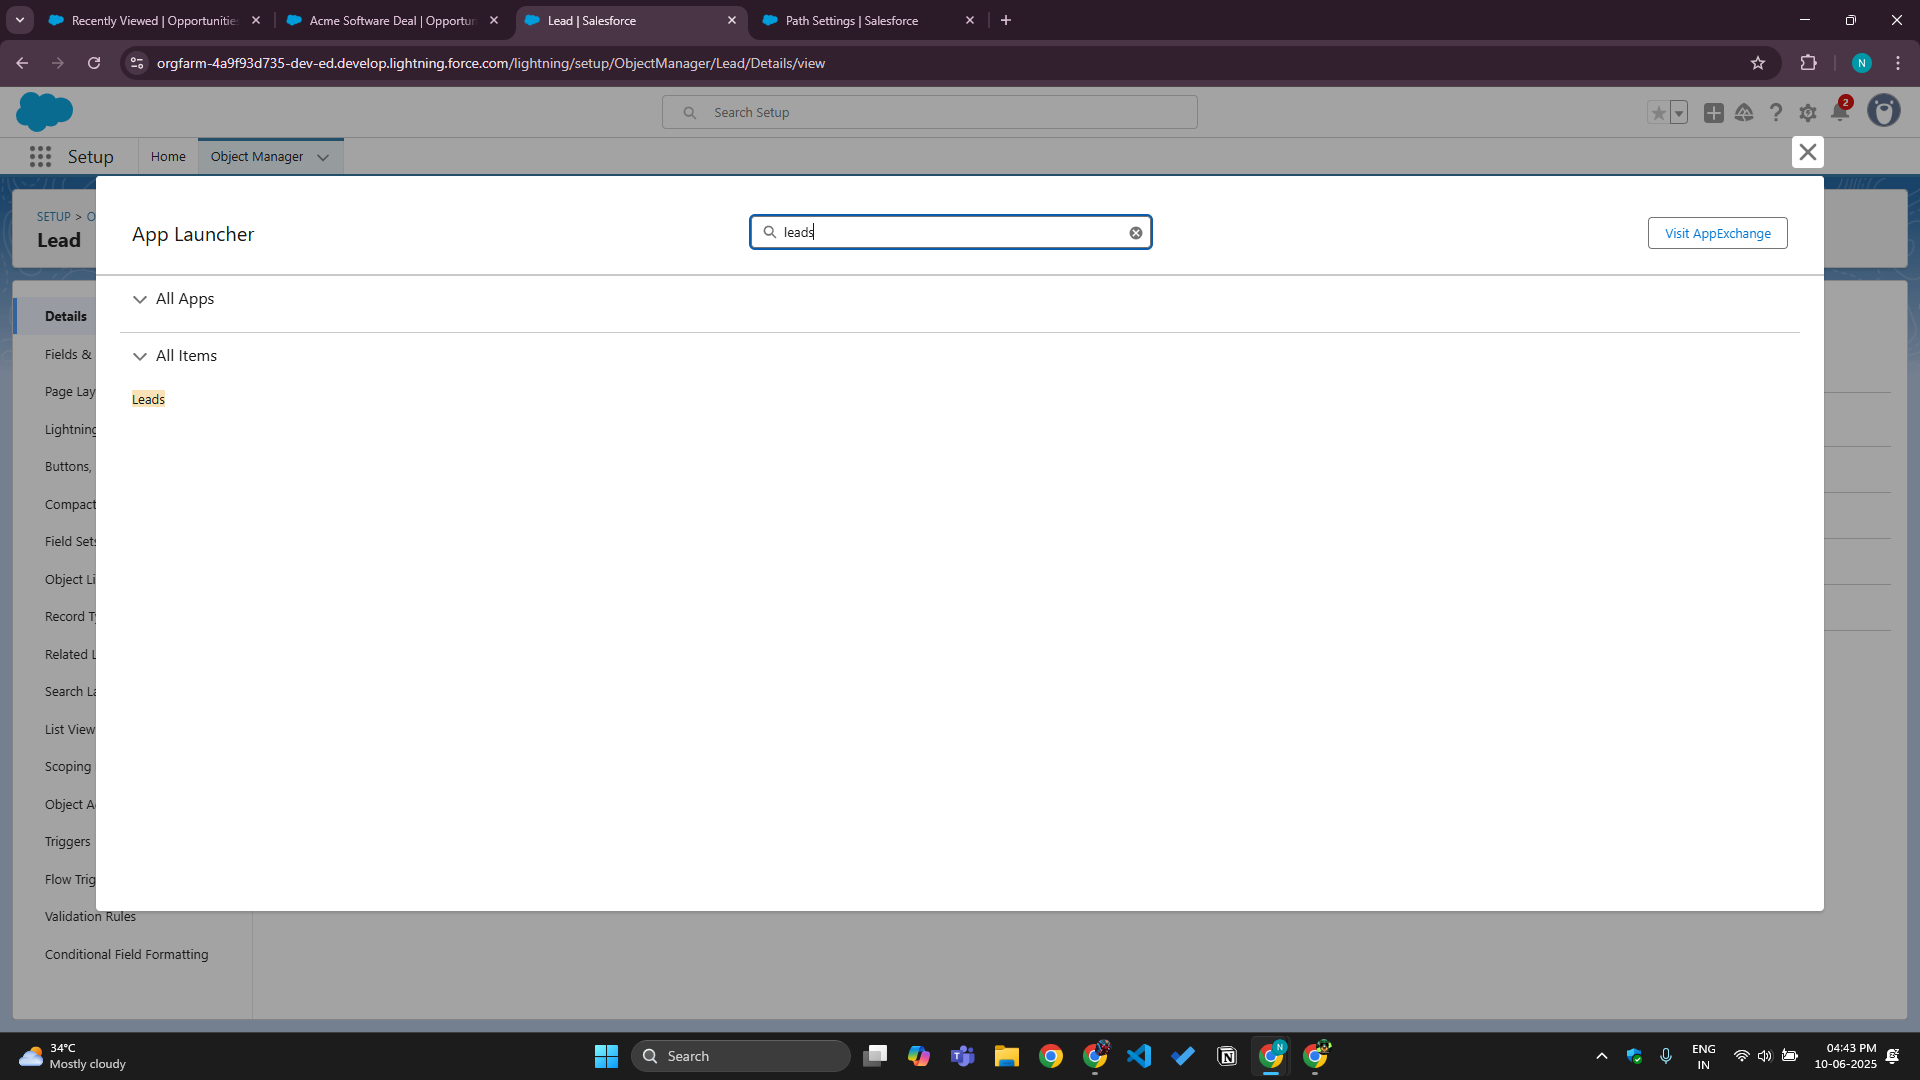 Recently Viewed | Opportunitie
Acme Software Deal | Opportun
Lead | Salesforce
Path Settings | Salesforce
orgfarm-4a9f93d735-dev-ed.develop.lightning.force.com/lightning/setup/ObjectManager/Lead/Details/view
N
Search Setup
2
Setup
Home
Object Manager
SETUP > O
Lead
App Launcher
leads
Visit AppExchange
All Apps
All Items
Leads
Details
Fields &
Page Lay
Lightning
Buttons,
Compact
Field Sets
Object Li
Record Ty
Related L
Search La
List View
Scoping
Object Ac
Triggers
Flow Trig
Validation Rules
Conditional Field Formatting
34°C
Mostly cloudy
Search
N
ENG
IN
04:43 PM
10-06-2025